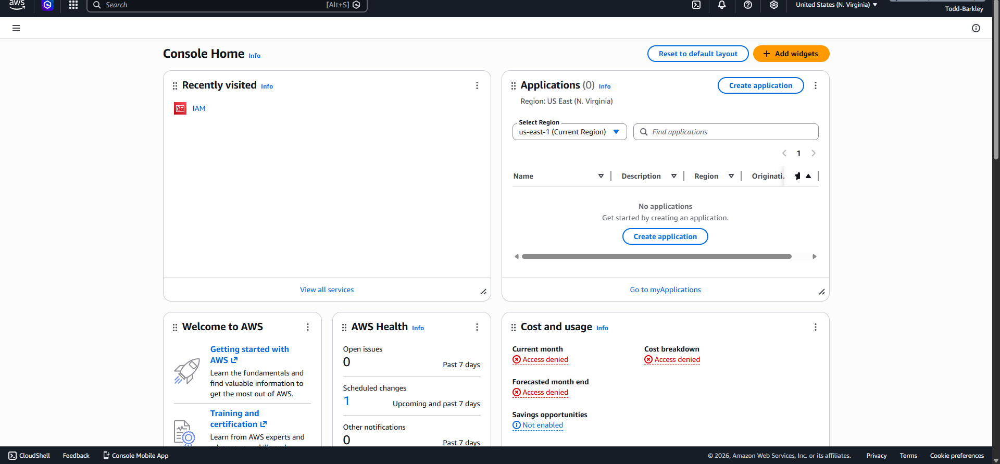 aws
Search
[Alt+S]
United States (N. Virginia)
Todd-Barkley
Console Home Info
Reset to default layout
Add widgets
Recently visited Info
IAM
View all services
Applications (0) Info
Create application
Region: US East (N. Virginia)
Select Region
us-east-1 (Current Region)
Find applications
1
Name
Description
Region
Originati.
No applications
Get started by creating an application.
Create application
Go to myApplications
Welcome to AWS
Getting started with
AWS
Learn the fundamentals and
find valuable information to
get the most out of AWS.
Training and
certification
Learn from AWS experts and
AWS Health Info
Open issues
0
Past 7 days
Scheduled changes
1
Upcoming and past 7 days
Other notifications
0
Past 7 days
Cost and usage Info
Current month
Access denied
Cost breakdown
Access denied
Forecasted month end
Access denied
Savings opportunities
Not enabled
CloudShell
Feedback
Console Mobile App
© 2026, Amazon Web Services, Inc. or its affiliates.
Privacy
Terms
Cookie preferences